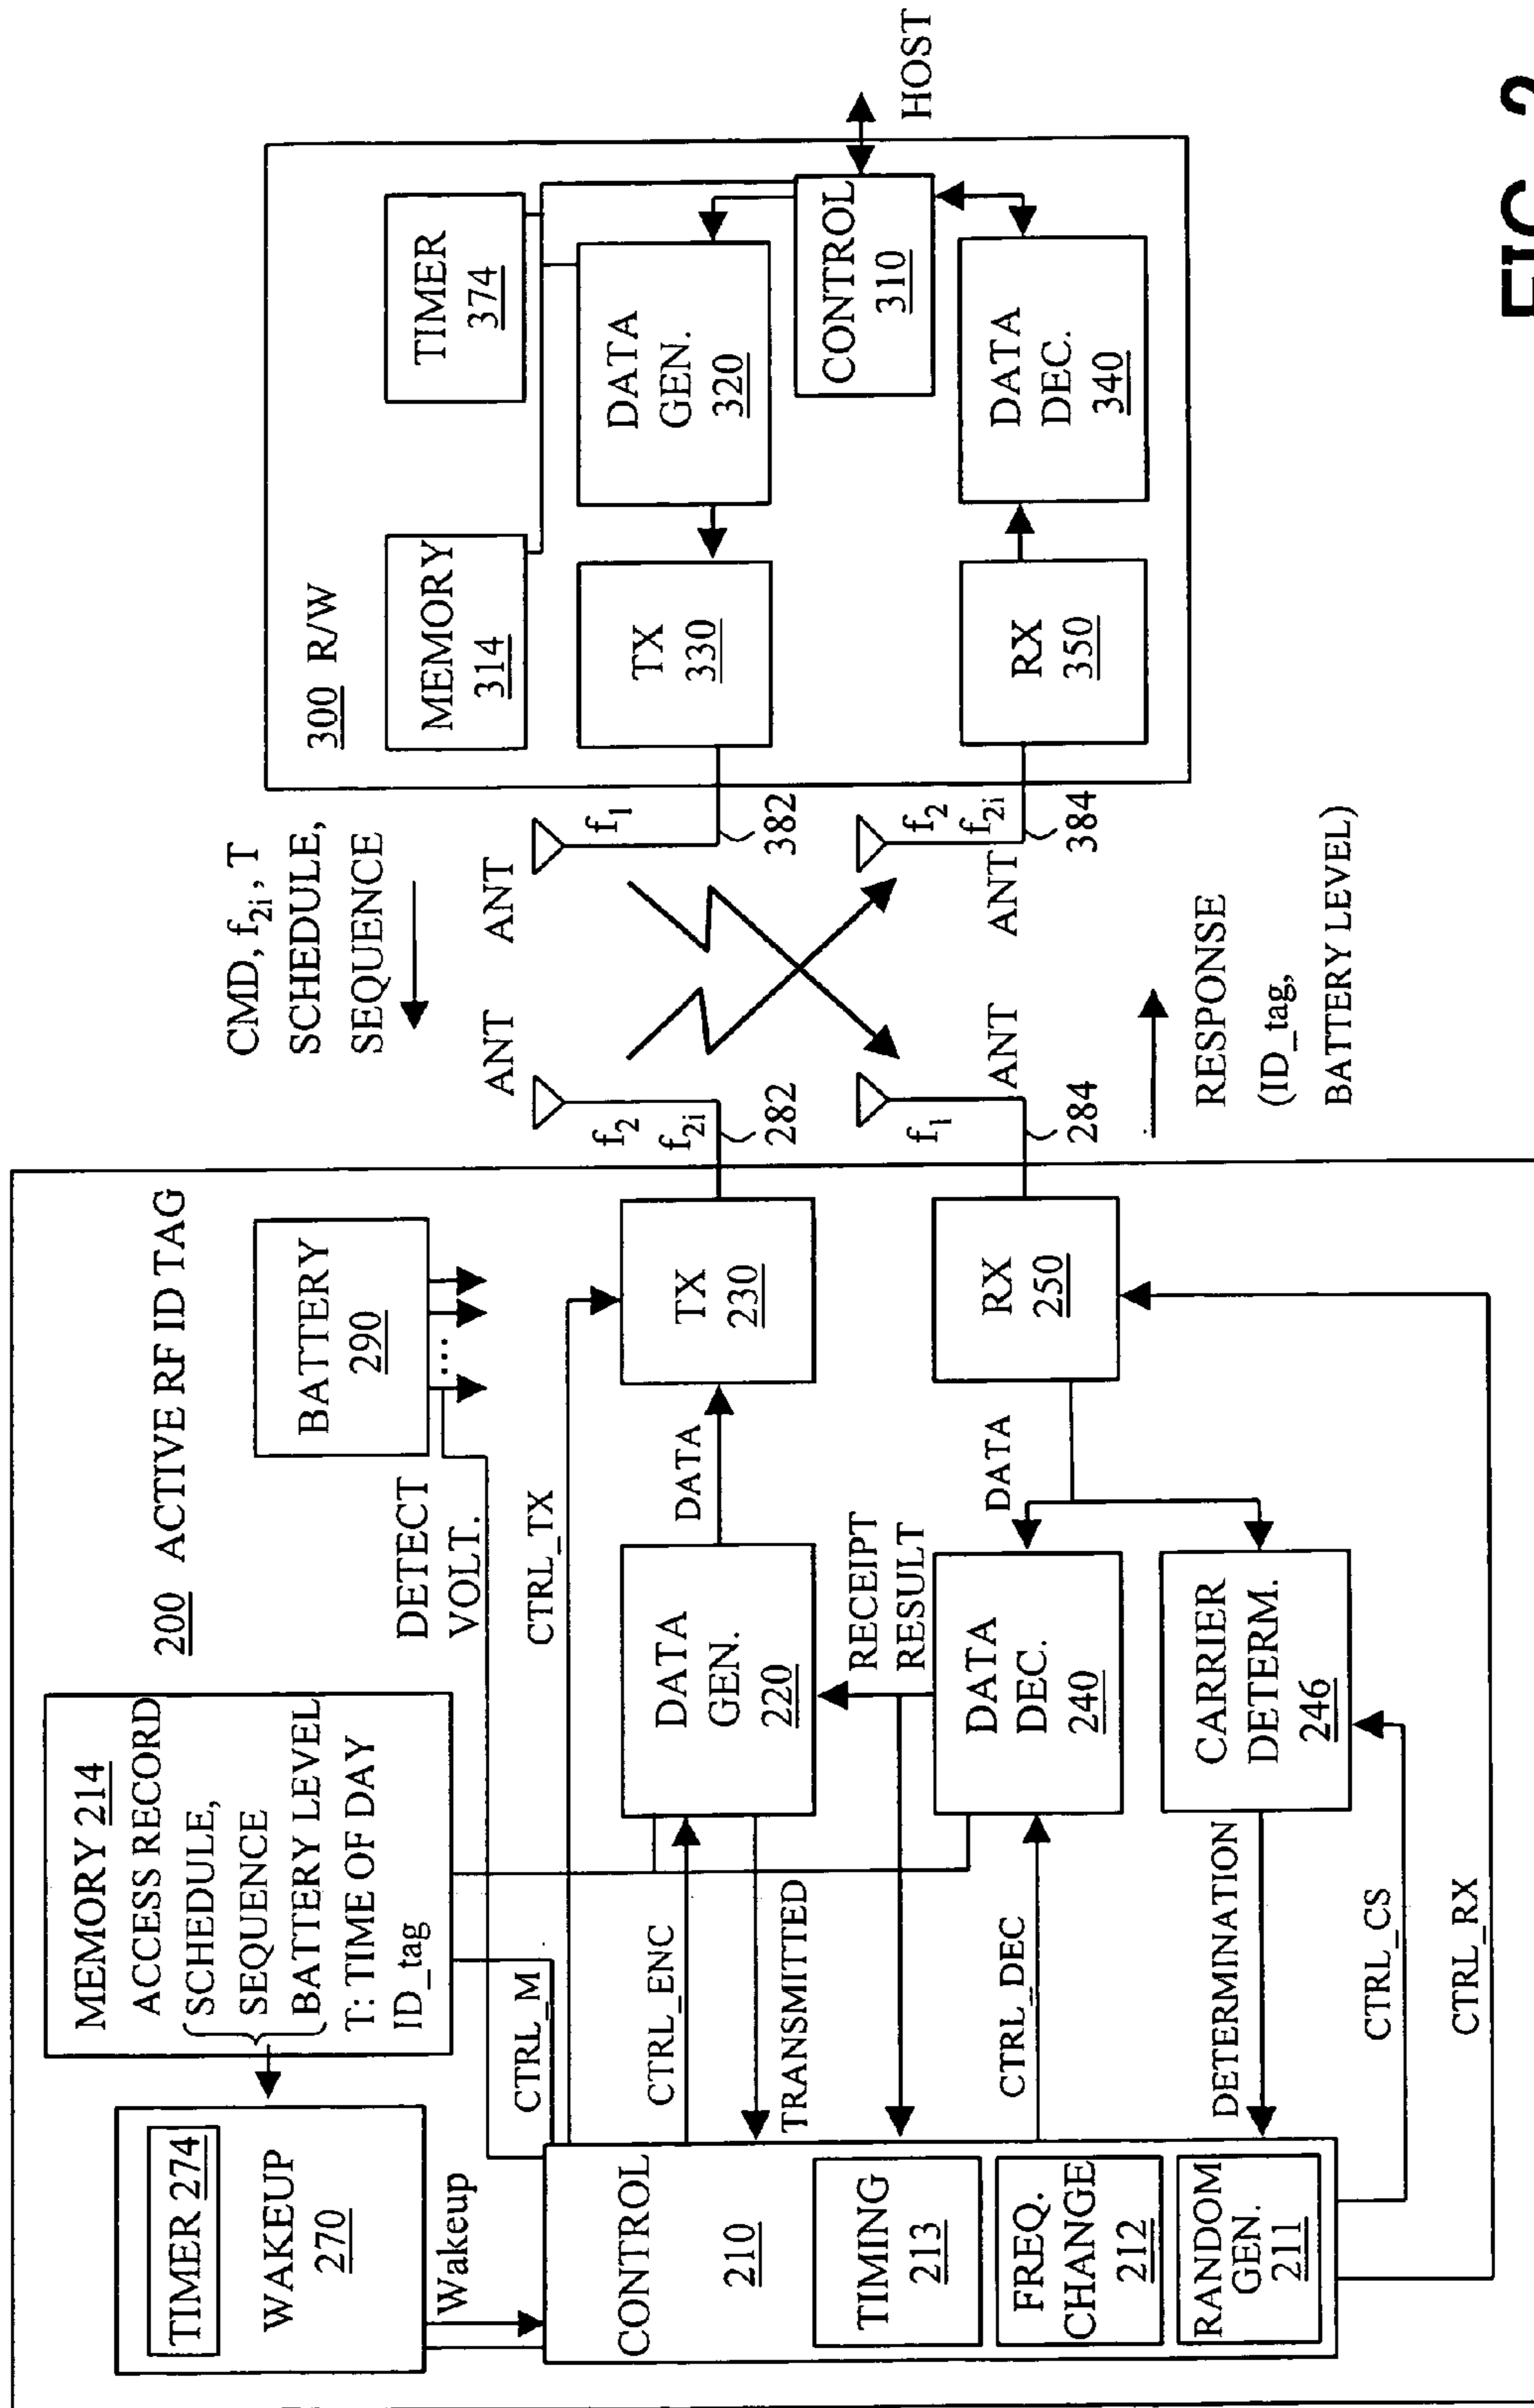 200 ACTIVE RF ID TAG
TIMER 274
WAKEUP
270
Wakeup
MEMORY 214
ACCESS RECORD
SCHEDULE,
SEQUENCE
BATTERY LEVEL
T: TIME OF DAY
ID_tag
BATTERY
290
...
DETECT
VOLT.
CTRL_M
CTRL_TX
CONTROL
210
TIMING
213
FREQ.
CHANGE
212
RANDOM
GEN.
211
CTRL_ENC
TRANSMITTED
CTRL_DEC
DETERMINATION
CTRL_CS
CTRL_RX
DATA
GEN.
220
RECEIPT
RESULT
DATA
DEC.
240
CARRIER
DETERM.
246
DATA
DATA
TX
230
RX
250
CMD, f2i, T
SCHEDULE,
SEQUENCE
ANT
ANT
f2
f2i
282
f1
382
ANT
ANT
f1
284
f2
f2i
384
RESPONSE
(ID_tag,
BATTERY LEVEL)
300 R/W
MEMORY
314
TIMER
374
TX
330
DATA
GEN.
320
CONTROL
310
HOST
RX
350
DATA
DEC.
340
FIG. 2